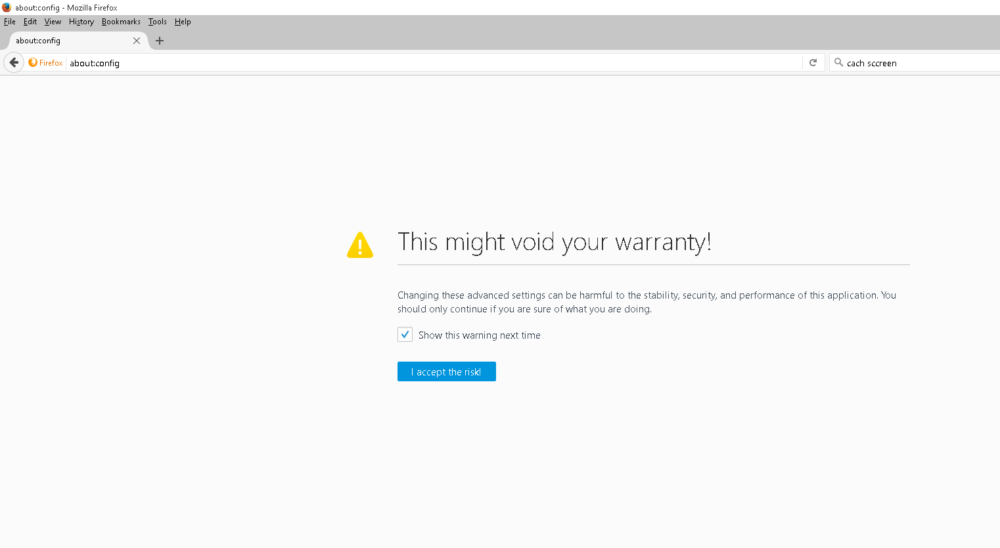 about:config - Mozilla Firefox
File Edit View History Bookmarks Tools Help
about:config
Firefox about:config cach sccreen
This might void your warranty!
Changing these advanced settings can be harmful to the stability, security, and performance of this application. You
should only continue if you are sure of what you are doing.
Show this warning next time
I accept the risk!